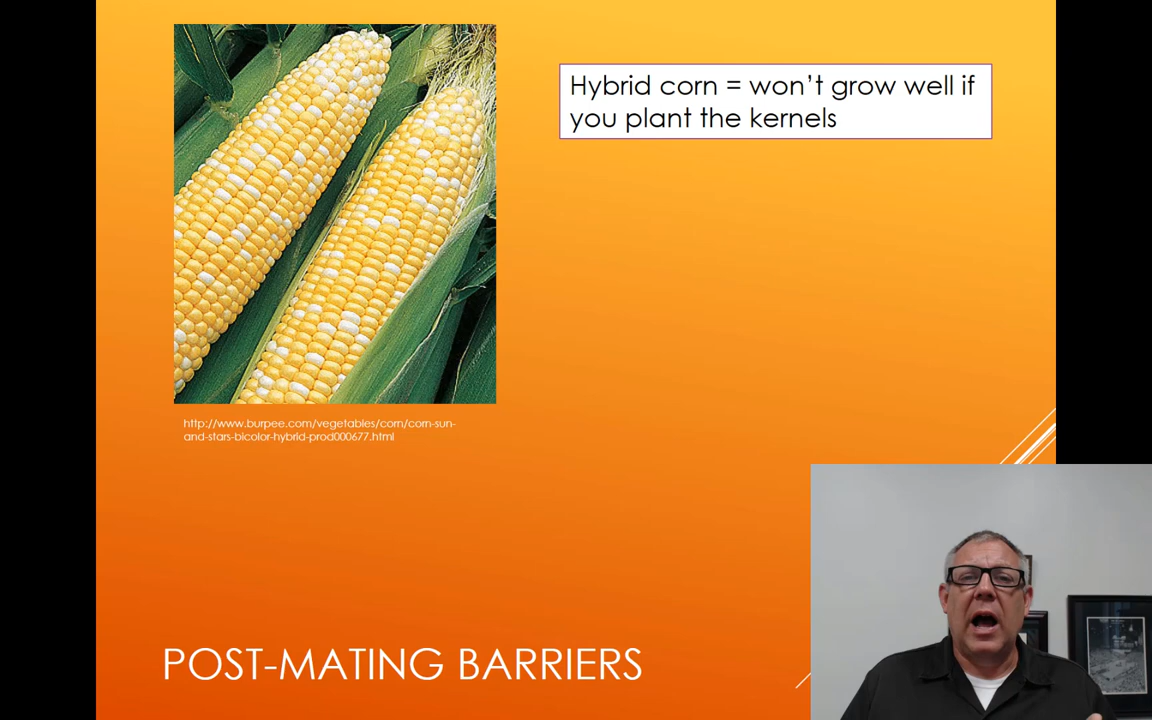 Hybrid corn = won't grow well if
you plant the kernels
http://www.burpee.com/vegetables/corn/corn-sun-
and-stars-bicolor-hybrid-prod000677.html
POST-MATING BARRIERS